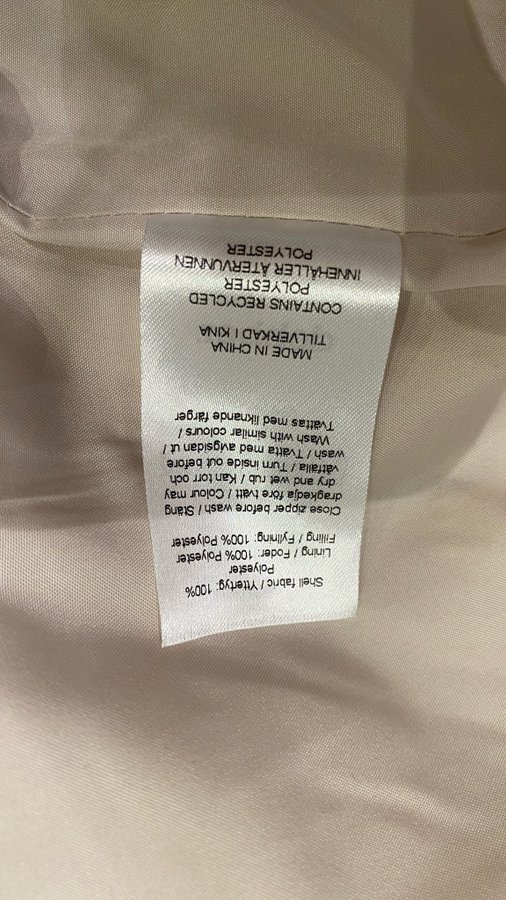 Shell fabric / Yttertyg: 100%
Polyester
Lining / Foder: 100% Polyester
Filling / Fyllning: 100% Polyester
Close zipper before wash / Stäng
dragkedja före tvätt / Colour may
dry and wet rub / Kan torr och
våtfälla / Turn inside out before
wash / Tvätta med avgsidan ut /
Wash with similar colours /
Tvättas med liknande färger
MADE IN CHINA
TILLVERKAD I KINA
CONTAINS RECYCLED
POLYESTER
INNEHÅLLER ÅTERVUNNEN
POLYESTER